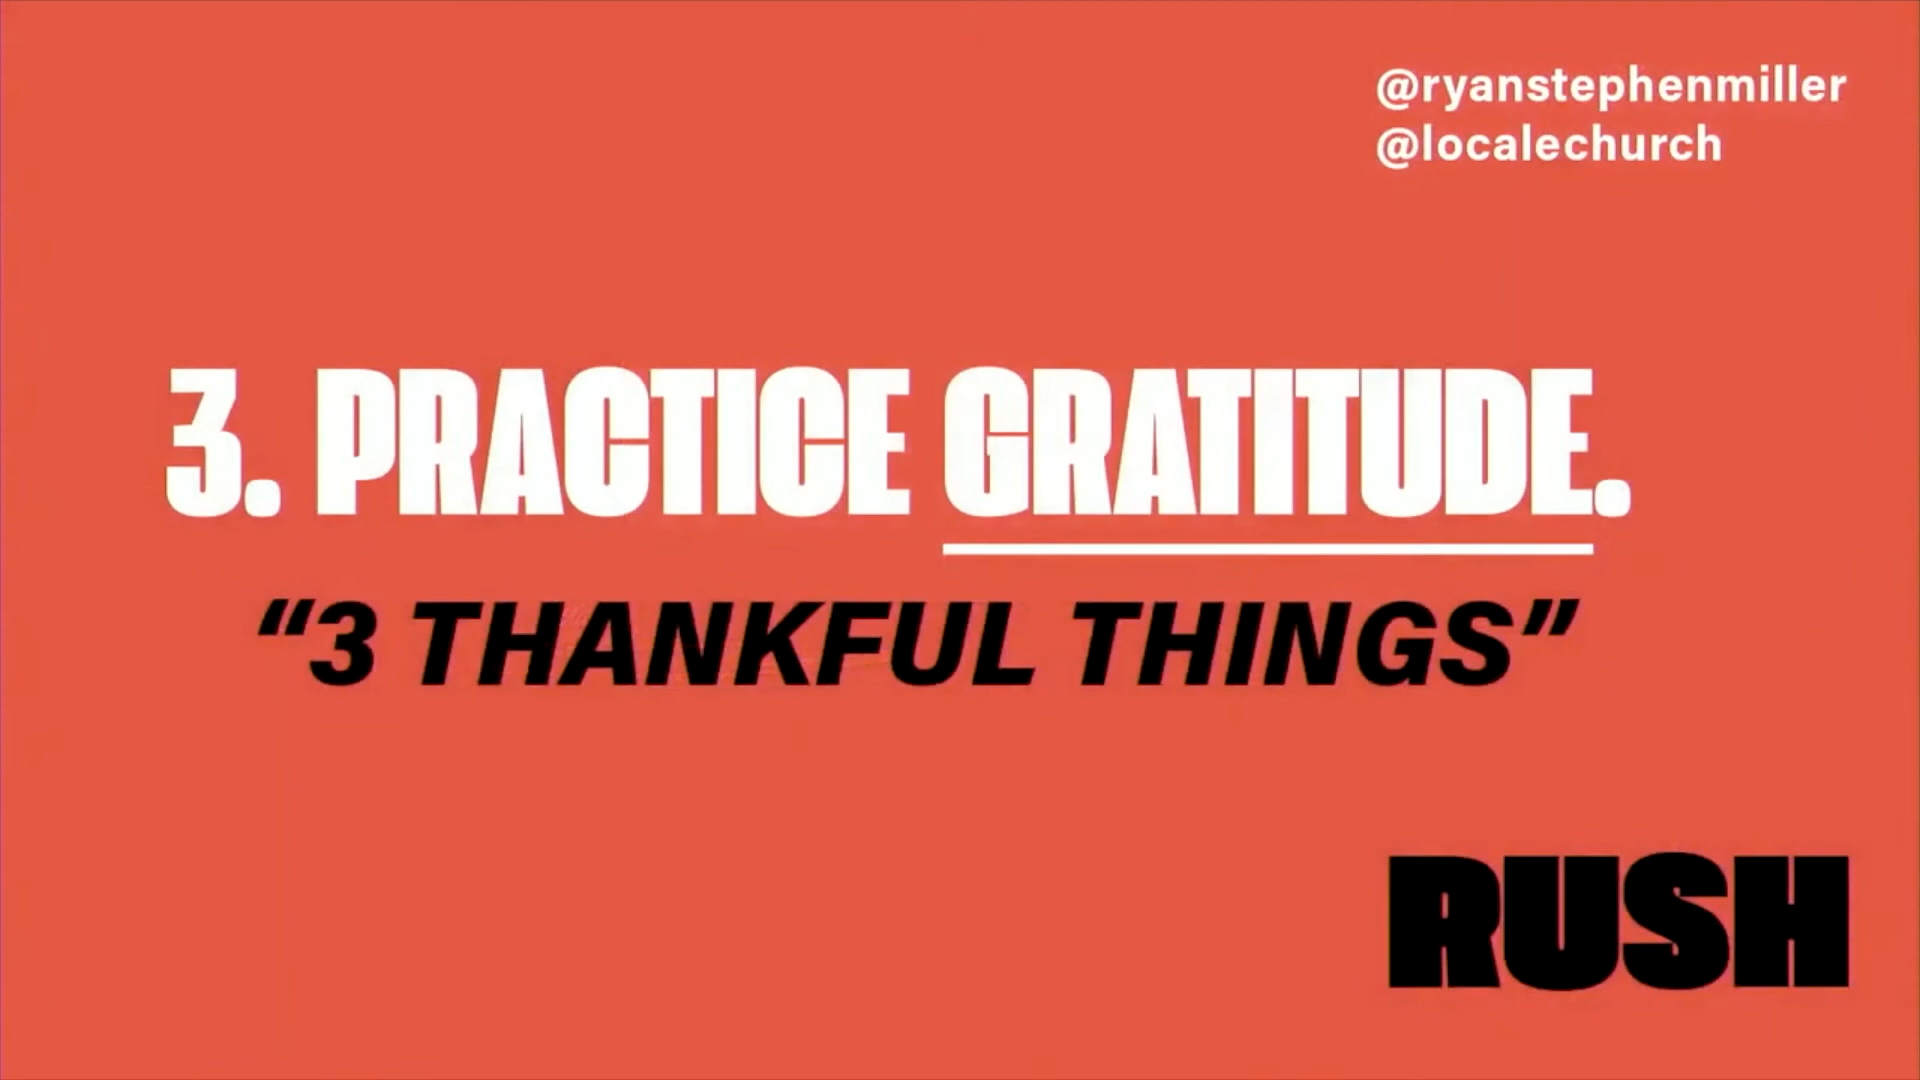 @ryanstephenmiller
@localechurch
3. PRACTICE GRATITUDE.
“3 THANKFUL THINGS”
RUSH